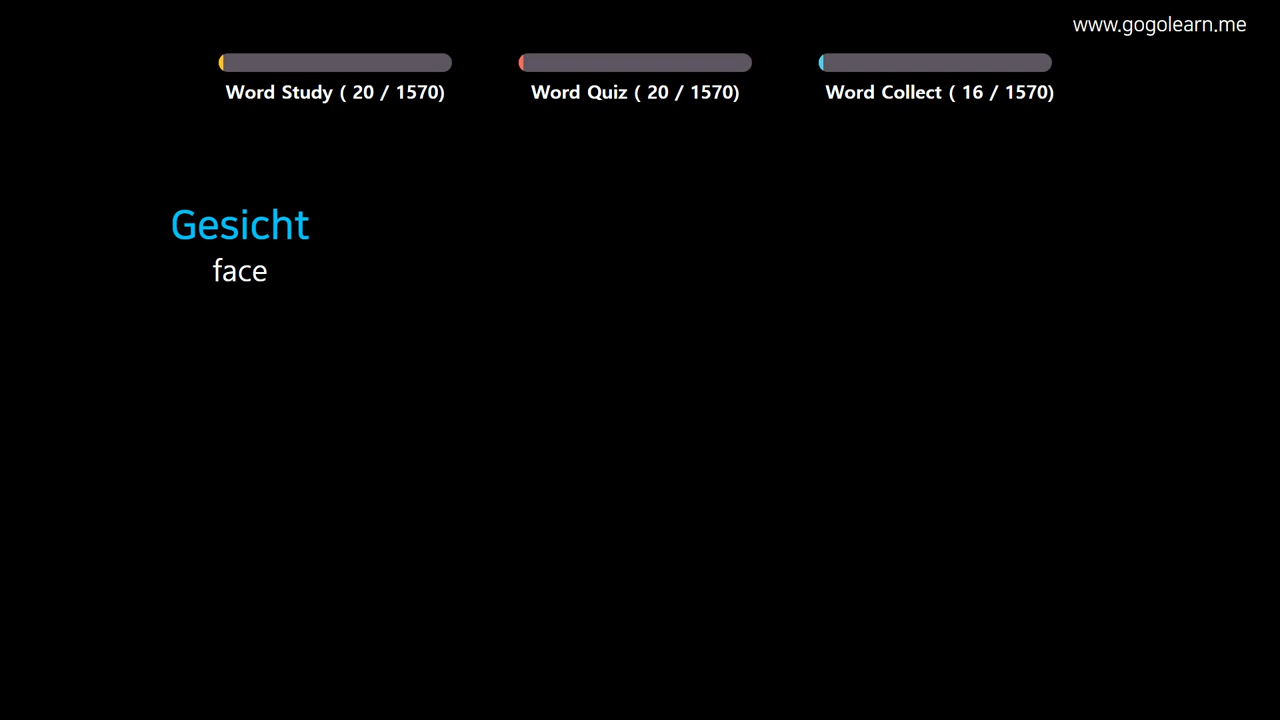 www.gogolearn.me
Word Study ( 20 / 1570)
Word Quiz ( 20 / 1570)
Word Collect ( 16 / 1570)
Gesicht
face